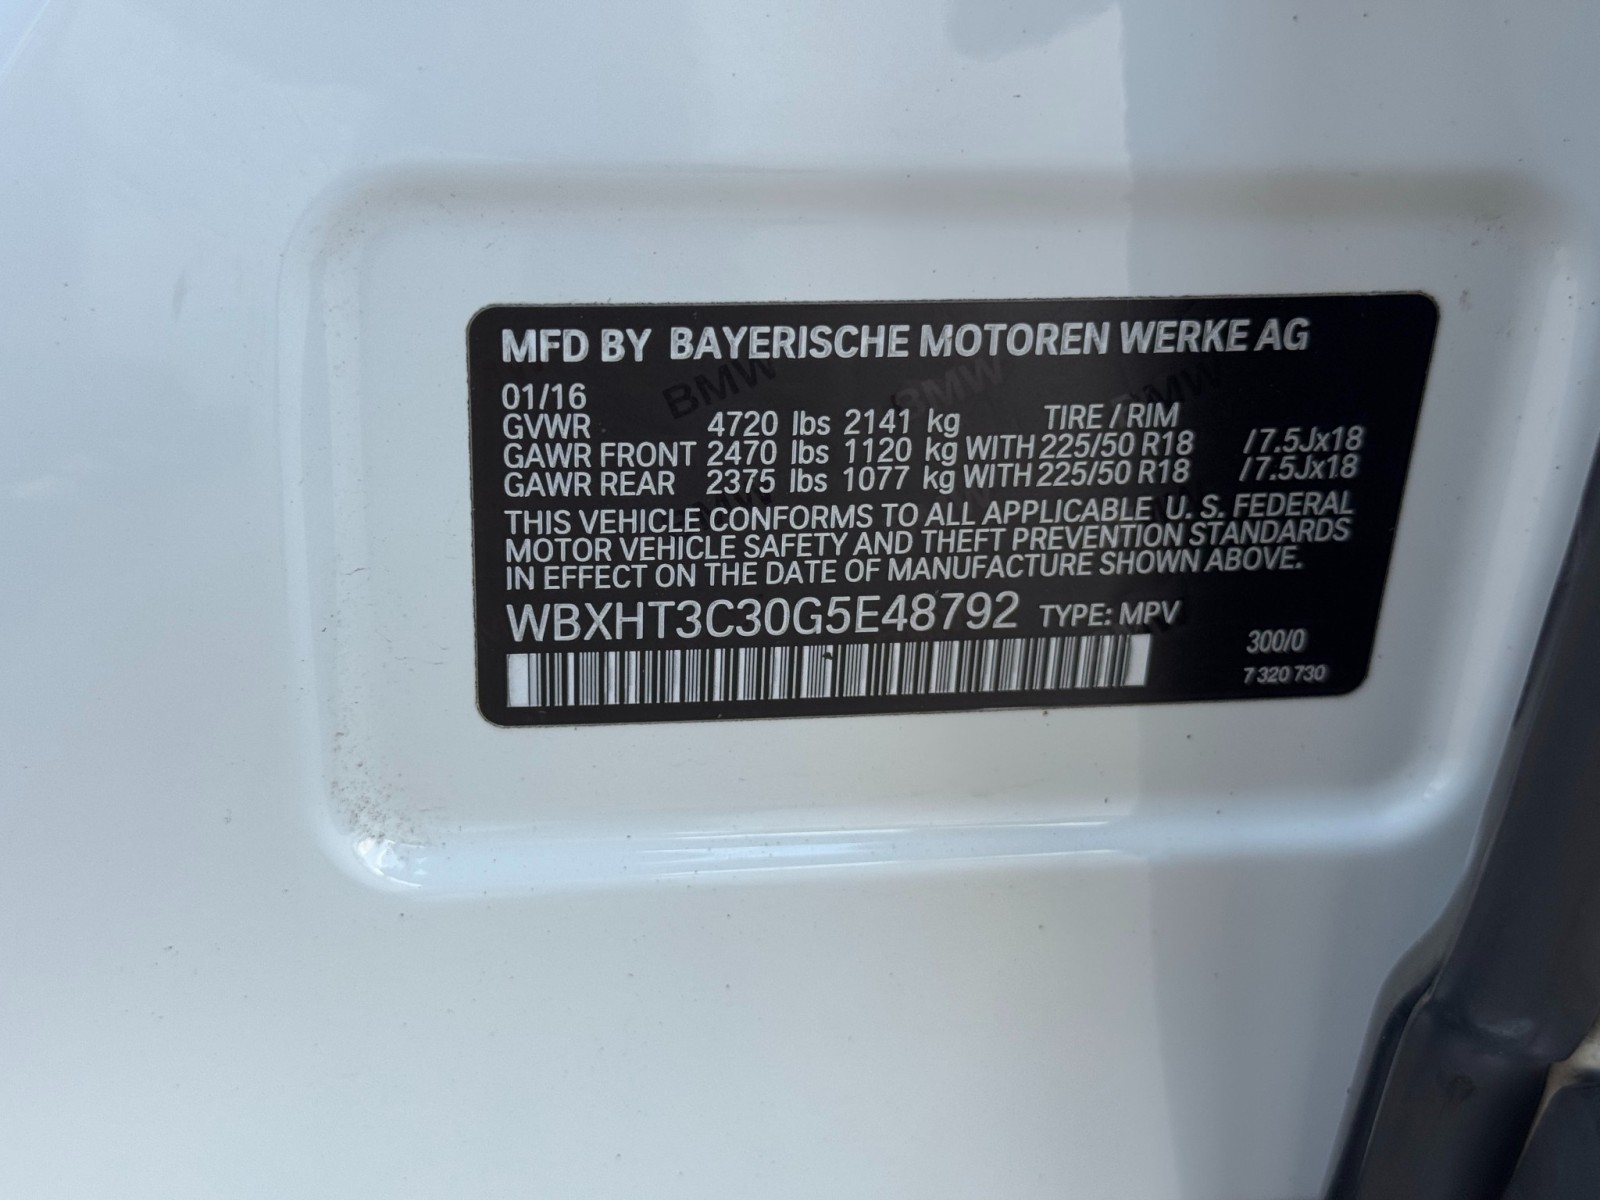 MFD BY BAYERISCHE MOTOREN WERKE AG
01/16
GVWR 4720 lbs 2141 kg TIRE / RIM
GAWR FRONT 2470 lbs 1120 kg WITH 225/50 R18 / 7.5Jx18
GAWR REAR 2375 lbs 1077 kg WITH 225/50 R18 / 7.5Jx18
THIS VEHICLE CONFORMS TO ALL APPLICABLE U. S. FEDERAL
MOTOR VEHICLE SAFETY AND THEFT PREVENTION STANDARDS
IN EFFECT ON THE DATE OF MANUFACTURE SHOWN ABOVE.
WBXHT3C30G5E48792 TYPE: MPV
300/0
7 320 730
BMW
BMW
BMW